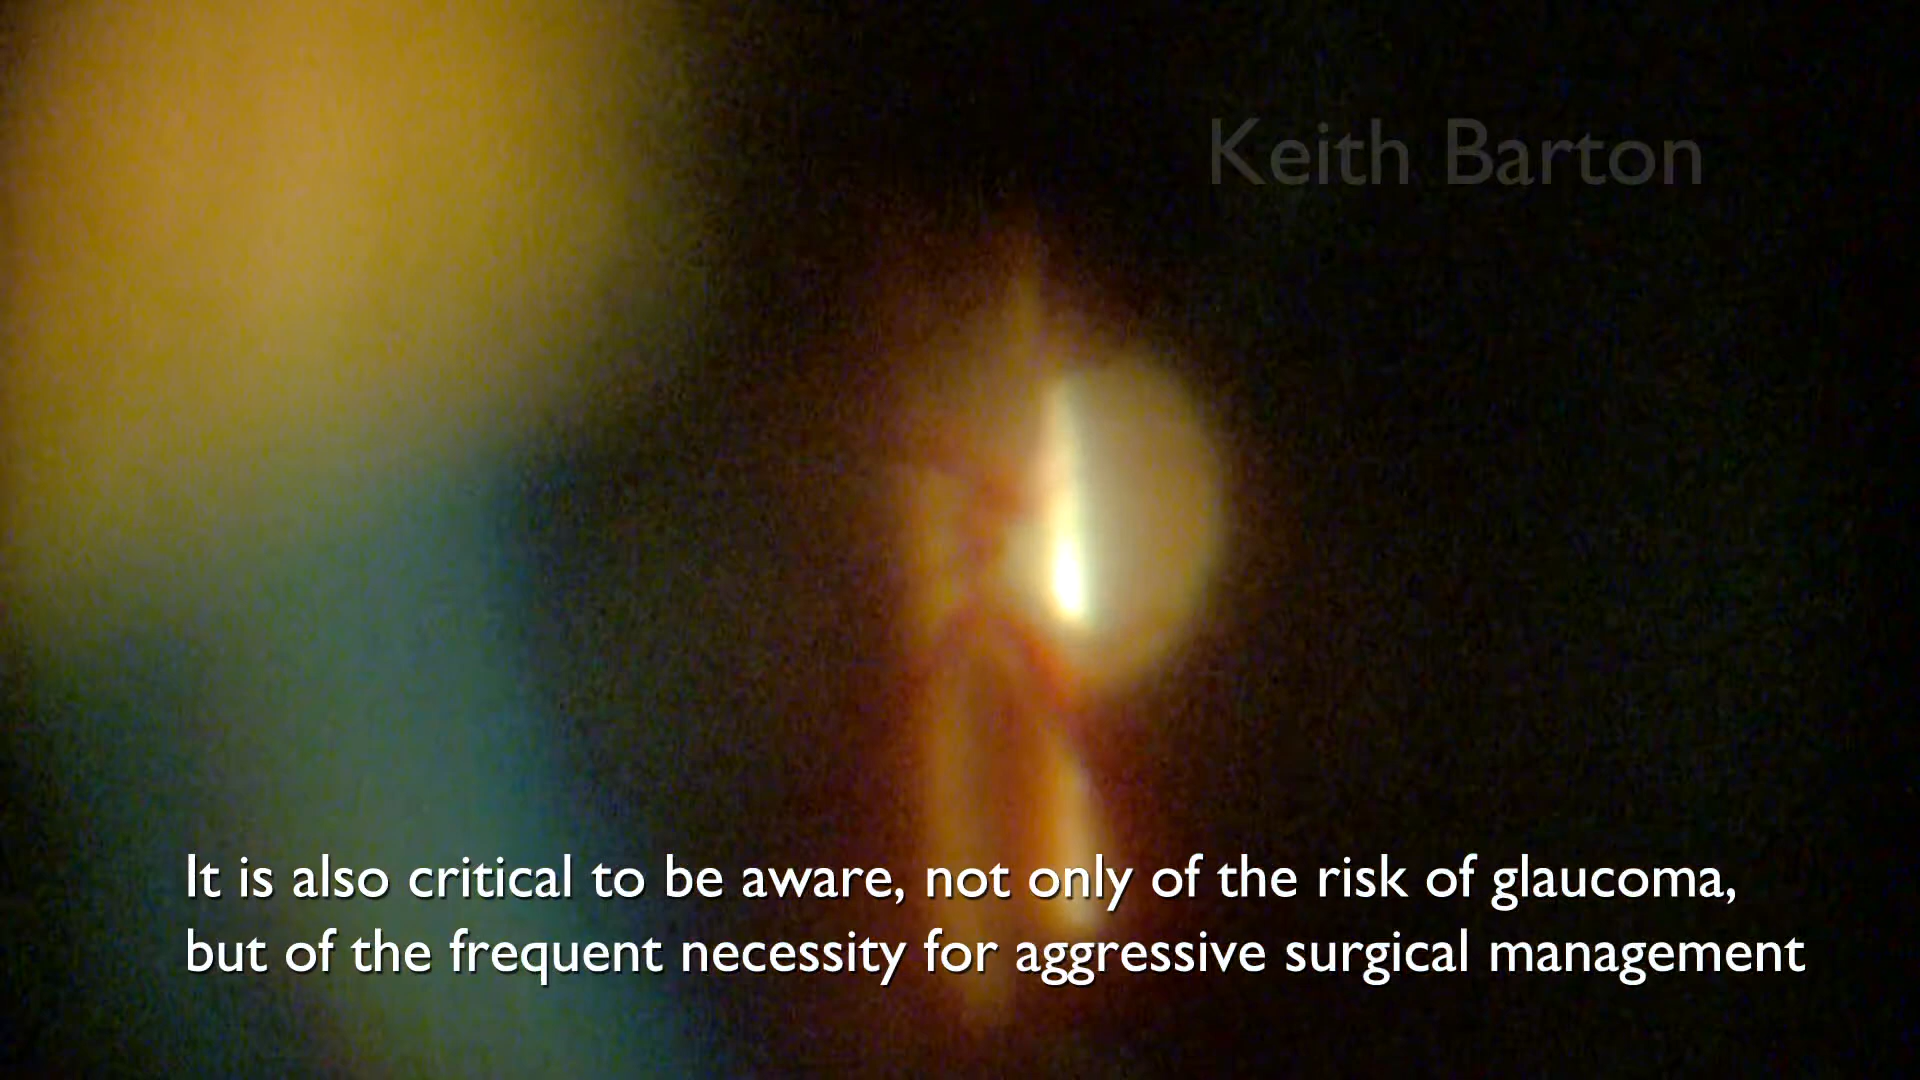 Keith Barton
It is also critical to be aware, not only of the risk of glaucoma,
but of the frequent necessity for aggressive surgical management